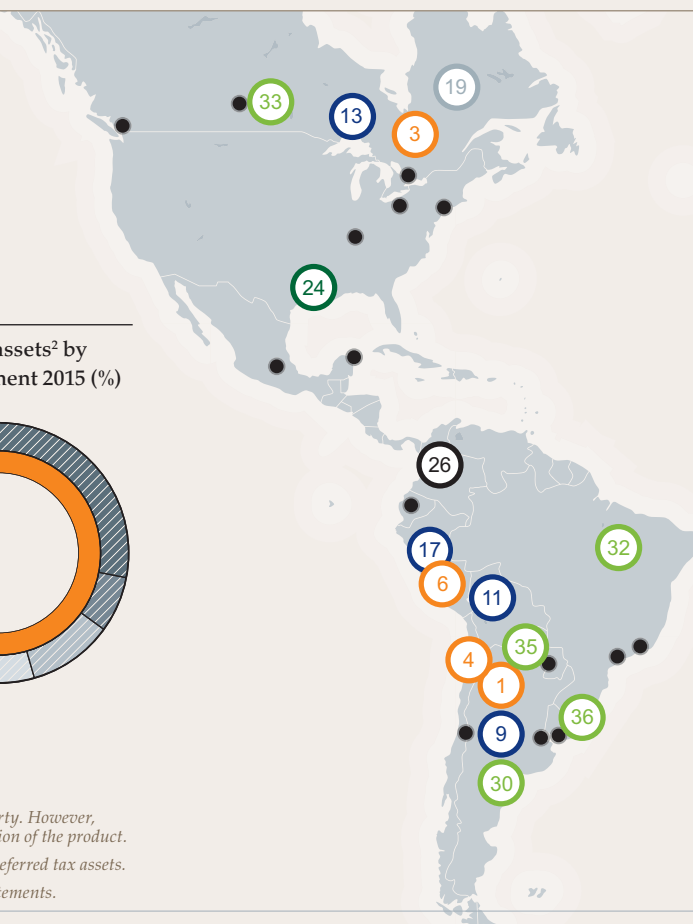 19
33
13
3
24
assets² by
ment 2015 (%)
26
17
32
6
11
35
4
1
36
9
30
rty. However,
ion of the product.
eferred tax assets.
tements.